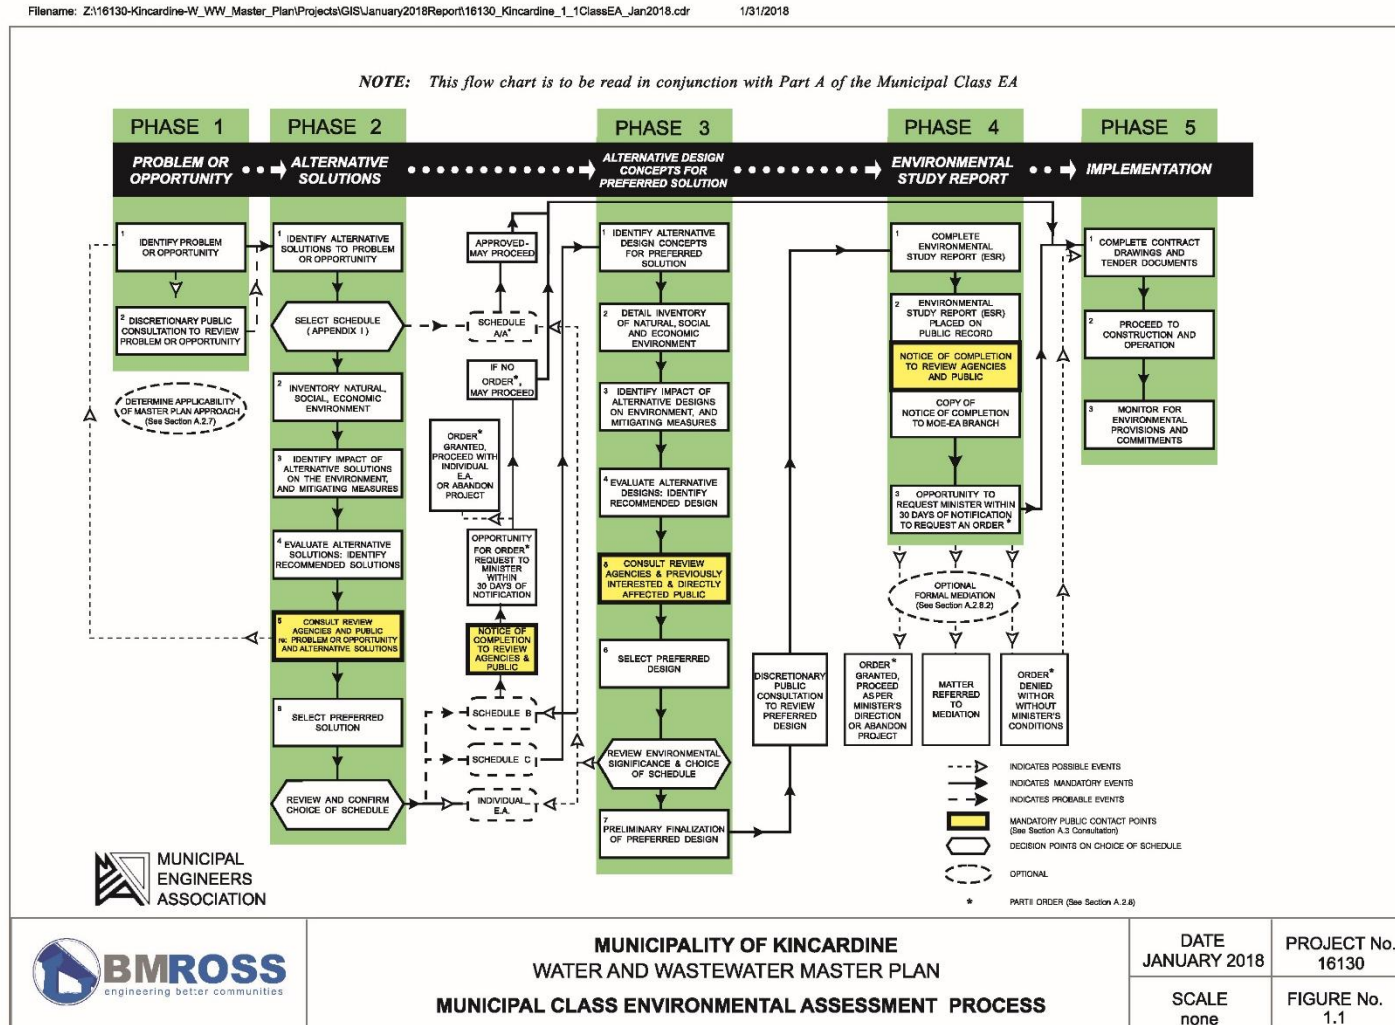 Filename: Z:\16130-Kincardine-W_WW_Master_Plan\Projects\GIS\January2018Report\16130_Kincardine_1_1ClassEA_Jan2018.cdr 1/31/2018
NOTE: This flow chart is to be read in conjunction with Part A of the Municipal Class EA
PHASE 1
PROBLEM OR
OPPORTUNITY
1
IDENTIFY PROBLEM
OR OPPORTUNITY
2
DISCRETIONARY PUBLIC
CONSULTATION TO REVIEW
PROBLEM OR OPPORTUNITY
DETERMINE APPLICABILITY
OF MASTER PLAN APPROACH
(See Section A.2.7)
PHASE 2
ALTERNATIVE
SOLUTIONS
1
IDENTIFY ALTERNATIVE
SOLUTIONS TO PROBLEM
OR OPPORTUNITY
SELECT SCHEDULE
(APPENDIX I)
2
INVENTORY NATURAL,
SOCIAL, ECONOMIC
ENVIRONMENT
3
IDENTIFY IMPACT OF
ALTERNATIVE SOLUTIONS
ON THE ENVIRONMENT,
AND MITIGATING MEASURES
4
EVALUATE ALTERNATIVE
SOLUTIONS: IDENTIFY
RECOMMENDED SOLUTIONS
5
CONSULT REVIEW
AGENCIES AND PUBLIC
re: PROBLEM OR OPPORTUNITY
AND ALTERNATIVE SOLUTIONS
6
SELECT PREFERRED
SOLUTION
REVIEW AND CONFIRM
CHOICE OF SCHEDULE
APPROVED-
MAY PROCEED
SCHEDULE
A/A+
IF NO
ORDER*,
MAY PROCEED
ORDER*
GRANTED,
PROCEED WITH
INDIVIDUAL
E.A.
OR ABANDON
PROJECT
OPPORTUNITY
FOR ORDER*
REQUEST TO
MINISTER
WITHIN
30 DAYS OF
NOTIFICATION
NOTICE OF
COMPLETION
TO REVIEW
AGENCIES &
PUBLIC
SCHEDULE B
SCHEDULE C
INDIVIDUAL
E.A.
PHASE 3
ALTERNATIVE DESIGN
CONCEPTS FOR
PREFERRED SOLUTION
1
IDENTIFY ALTERNATIVE
DESIGN CONCEPTS
FOR PREFERRED
SOLUTION
2
DETAIL INVENTORY
OF NATURAL, SOCIAL
AND ECONOMIC
ENVIRONMENT
3
IDENTIFY IMPACT OF
ALTERNATIVE DESIGNS
ON ENVIRONMENT, AND
MITIGATING MEASURES
4
EVALUATE ALTERNATIVE
DESIGNS: IDENTIFY
RECOMMENDED DESIGN
5
CONSULT REVIEW
AGENCIES & PREVIOUSLY
INTERESTED & DIRECTLY
AFFECTED PUBLIC
6
SELECT PREFERRED
DESIGN
REVIEW ENVIRONMENTAL
SIGNIFICANCE & CHOICE
OF SCHEDULE
7
PRELIMINARY FINALIZATION
OF PREFERRED DESIGN
DISCRETIONARY
PUBLIC
CONSULTATION
TO REVIEW
PREFERRED
DESIGN
PHASE 4
ENVIRONMENTAL
STUDY REPORT
1
COMPLETE
ENVIRONMENTAL
STUDY REPORT (ESR)
2
ENVIRONMENTAL
STUDY REPORT (ESR)
PLACED ON
PUBLIC RECORD
NOTICE OF COMPLETION
TO REVIEW AGENCIES
AND PUBLIC
COPY OF
NOTICE OF COMPLETION
TO MOE-EA BRANCH
3
OPPORTUNITY TO
REQUEST MINISTER WITHIN
30 DAYS OF NOTIFICATION
TO REQUEST AN ORDER*
OPTIONAL
FORMAL MEDIATION
(See Section A.2.8.2)
ORDER*
GRANTED,
PROCEED AS PER
MINISTER'S
DIRECTION
OR ABANDON
PROJECT
MATTER
REFERRED
TO
MEDIATION
ORDER*
DENIED
WITH OR
WITHOUT
MINISTER'S
CONDITIONS
PHASE 5
IMPLEMENTATION
1
COMPLETE CONTRACT
DRAWINGS AND
TENDER DOCUMENTS
2
PROCEED TO
CONSTRUCTION AND
OPERATION
3
MONITOR FOR
ENVIRONMENTAL
PROVISIONS AND
COMMITMENTS
INDICATES POSSIBLE EVENTS
INDICATES MANDATORY EVENTS
INDICATES PROBABLE EVENTS
MANDATORY PUBLIC CONTACT POINTS
(See Section A.3 Consultation)
DECISION POINTS ON CHOICE OF SCHEDULE
OPTIONAL
* PART II ORDER (See Section A.2.8)
MUNICIPAL
ENGINEERS
ASSOCIATION
BMROSS
engineering better communities
MUNICIPALITY OF KINCARDINE
WATER AND WASTEWATER MASTER PLAN
MUNICIPAL CLASS ENVIRONMENTAL ASSESSMENT PROCESS
DATE
JANUARY 2018
PROJECT No.
16130
SCALE
none
FIGURE No.
1.1